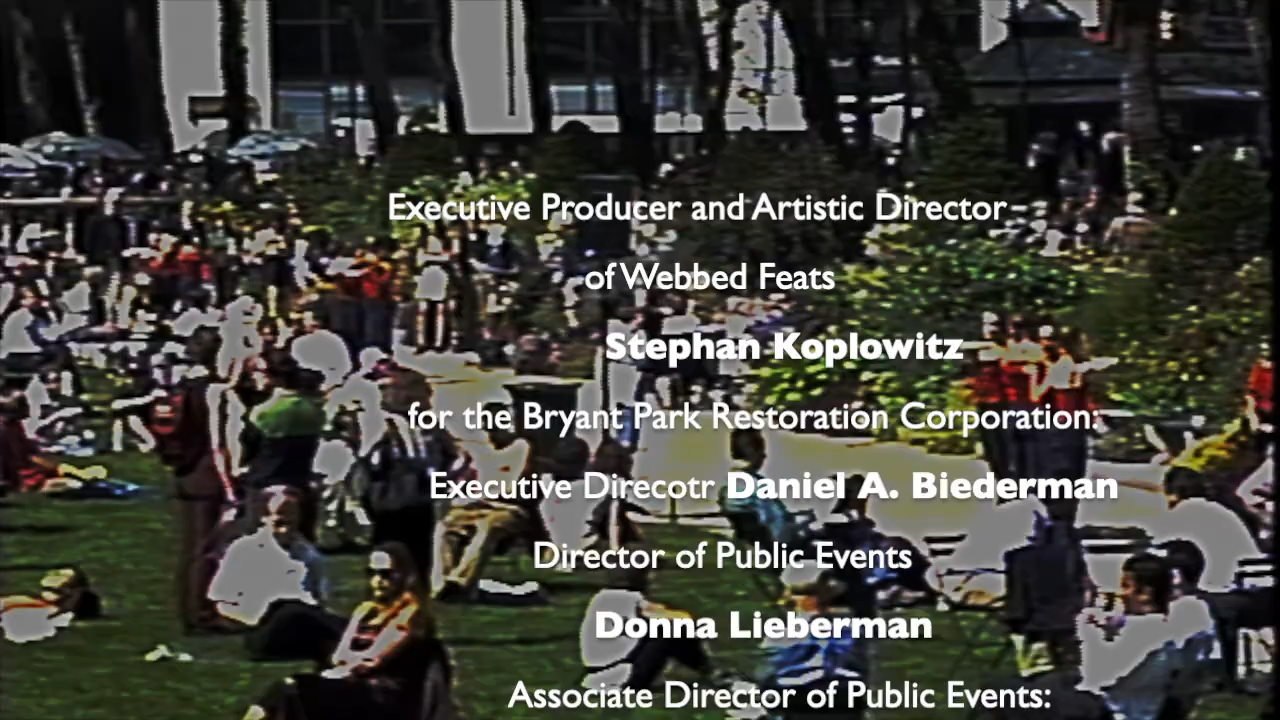 Executive Producer and Artistic Director
of Webbed Feats
Stephan Koplowitz
for the Bryant Park Restoration Corporation:
Executive Direcotr Daniel A. Biederman
Director of Public Events
Donna Lieberman
Associate Director of Public Events: